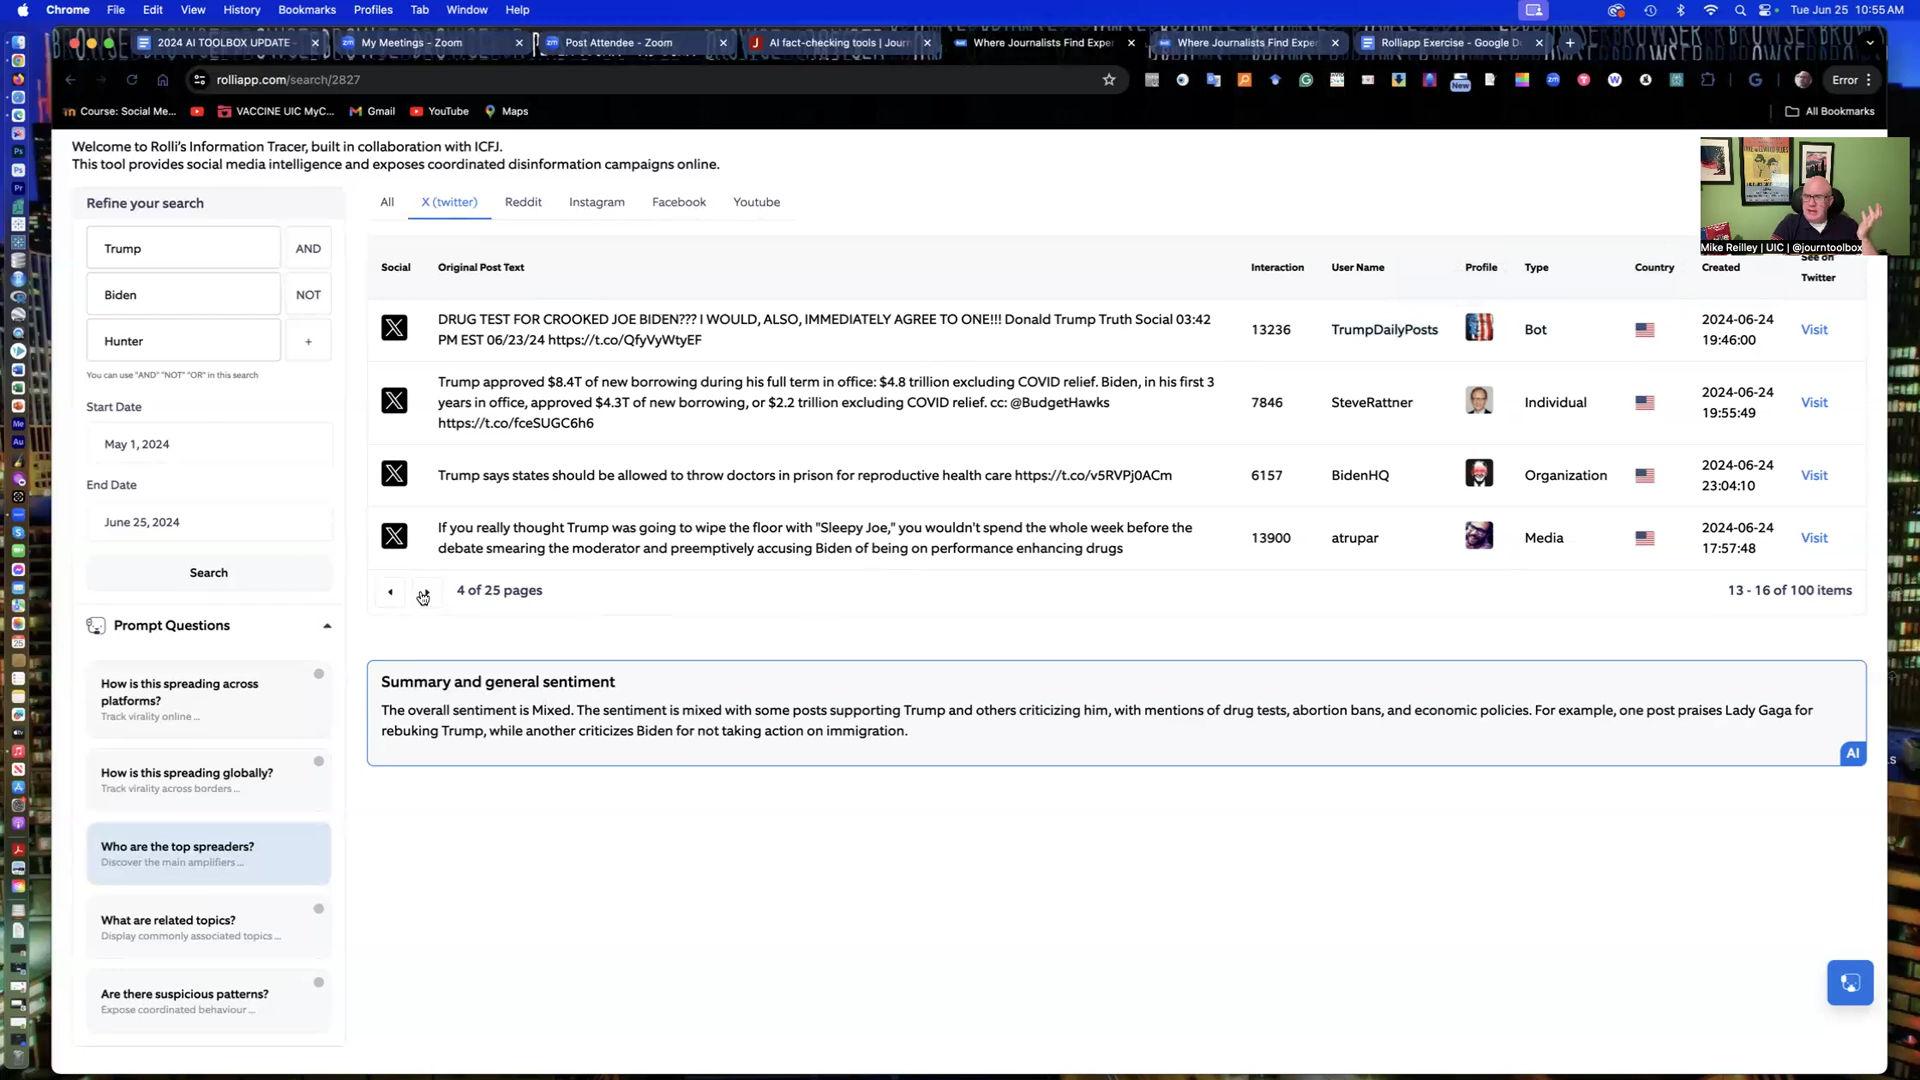 Chrome File Edit View History Bookmarks Profiles Tab Window Help Tue Jun 25 10:55 AM
2024 AI TOOLBOX UPDATE - My Meetings - Zoom Post Attendee - Zoom AI fact-checking tools | Journ Where Journalists Find Exper Where Journalists Find Exper Rolliapp Exercise - Google D
rolliapp.com/search/2827 New Error
Course: Social Me... VACCINE UIC MyC... Gmail YouTube Maps All Bookmarks
Welcome to Rolli's Information Tracer, built in collaboration with ICFJ.
This tool provides social media intelligence and exposes coordinated disinformation campaigns online.
Mike Reilley | UIC | @journtoolbox
Refine your search
Trump AND
Biden NOT
Hunter +
You can use "AND" "NOT" "OR" in this search
Start Date
May 1, 2024
End Date
June 25, 2024
Search
Prompt Questions
How is this spreading across
platforms?
Track virality online ...
How is this spreading globally?
Track virality across borders ...
Who are the top spreaders?
Discover the main amplifiers ...
What are related topics?
Display commonly associated topics ...
Are there suspicious patterns?
Expose coordinated behaviour ...
All X (twitter) Reddit Instagram Facebook Youtube
Social Original Post Text Interaction User Name Profile Type Country Created See on
Twitter
DRUG TEST FOR CROOKED JOE BIDEN??? I WOULD, ALSO, IMMEDIATELY AGREE TO ONE!!! Donald Trump Truth Social 03:42
PM EST 06/23/24 https://t.co/QfyVyWtyEF
13236 TrumpDailyPosts Bot 2024-06-24
19:46:00
Visit
Trump approved $8.4T of new borrowing during his full term in office: $4.8 trillion excluding COVID relief. Biden, in his first 3
years in office, approved $4.3T of new borrowing, or $2.2 trillion excluding COVID relief. cc: @BudgetHawks
https://t.co/fceSUGC6h6
7846 SteveRattner Individual 2024-06-24
19:55:49
Visit
Trump says states should be allowed to throw doctors in prison for reproductive health care https://t.co/v5RVPj0ACm
6157 BidenHQ Organization 2024-06-24
23:04:10
Visit
If you really thought Trump was going to wipe the floor with "Sleepy Joe," you wouldn't spend the whole week before the
debate smearing the moderator and preemptively accusing Biden of being on performance enhancing drugs
13900 atrupar Media 2024-06-24
17:57:48
Visit
4 of 25 pages 13 - 16 of 100 items
Summary and general sentiment
The overall sentiment is Mixed. The sentiment is mixed with some posts supporting Trump and others criticizing him, with mentions of drug tests, abortion bans, and economic policies. For example, one post praises Lady Gaga for
rebuking Trump, while another criticizes Biden for not taking action on immigration.
AI